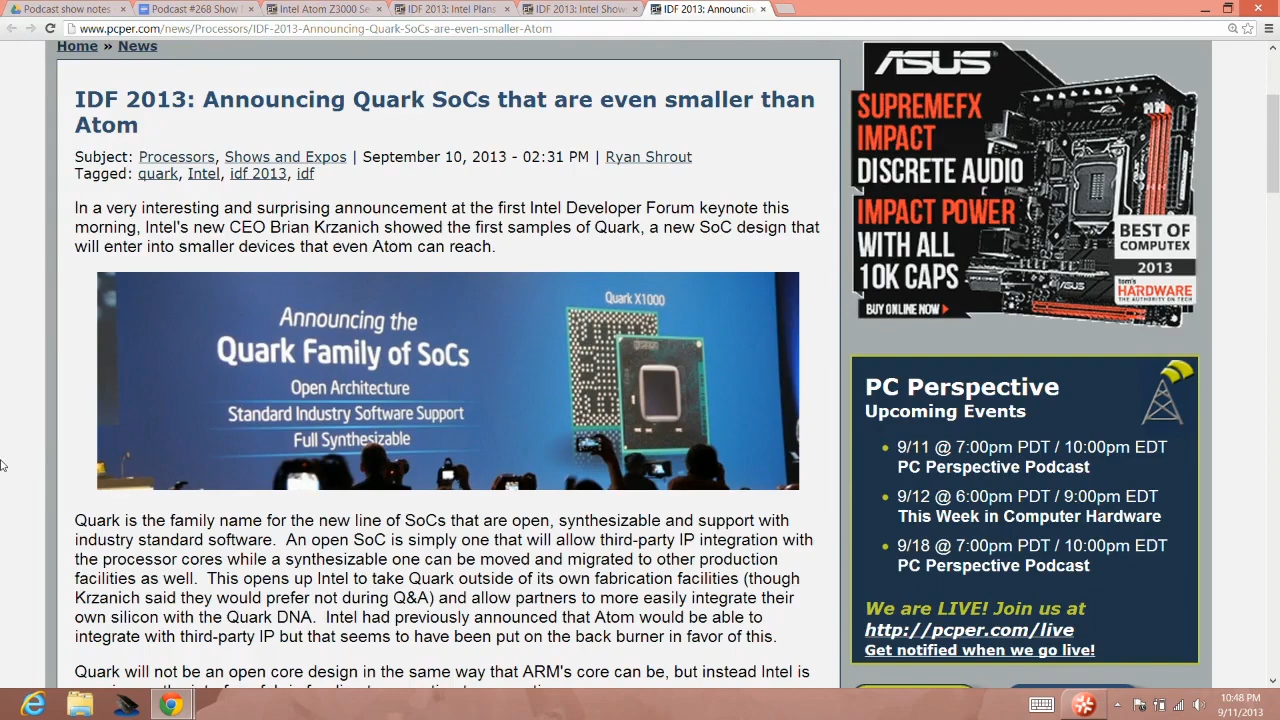 Podcast show notes
Podcast #268 Show
Intel Atom Z3000 Se
IDF 2013: Intel Plans
IDF 2013: Intel Show
IDF 2013: Announcin
www.pcper.com/news/Processors/IDF-2013-Announcing-Quark-SoCs-are-even-smaller-Atom
Home » News
IDF 2013: Announcing Quark SoCs that are even smaller than
Atom
Subject: Processors, Shows and Expos | September 10, 2013 - 02:31 PM | Ryan Shrout
Tagged: quark, Intel, idf 2013, idf
In a very interesting and surprising announcement at the first Intel Developer Forum keynote this
morning, Intel's new CEO Brian Krzanich showed the first samples of Quark, a new SoC design that
will enter into smaller devices that even Atom can reach.
Announcing the
Quark Family of SoCs
Open Architecture
Standard Industry Software Support
Full Synthesizable
Quark X1000
Quark is the family name for the new line of SoCs that are open, synthesizable and support with
industry standard software. An open SoC is simply one that will allow third-party IP integration with
the processor cores while a synthesizable one can be moved and migrated to other production
facilities as well. This opens up Intel to take Quark outside of its own fabrication facilities (though
Krzanich said they would prefer not during Q&A) and allow partners to more easily integrate their
own silicon with the Quark DNA. Intel had previously announced that Atom would be able to
integrate with third-party IP but that seems to have been put on the back burner in favor of this.
Quark will not be an open core design in the same way that ARM's core can be, but instead Intel is
ASUS
SUPREMEFX
IMPACT
DISCRETE AUDIO
IMPACT POWER
WITH ALL
10K CAPS
BUY ONLINE NOW
BEST OF
COMPUTEX
2013
tom's
HARDWARE
THE AUTHORITY ON TECH
ASUS
PC Perspective
Upcoming Events
9/11 @ 7:00pm PDT / 10:00pm EDT
PC Perspective Podcast
9/12 @ 6:00pm PDT / 9:00pm EDT
This Week in Computer Hardware
9/18 @ 7:00pm PDT / 10:00pm EDT
PC Perspective Podcast
We are LIVE! Join us at
http://pcper.com/live
Get notified when we go live!
10:48 PM
9/11/2013